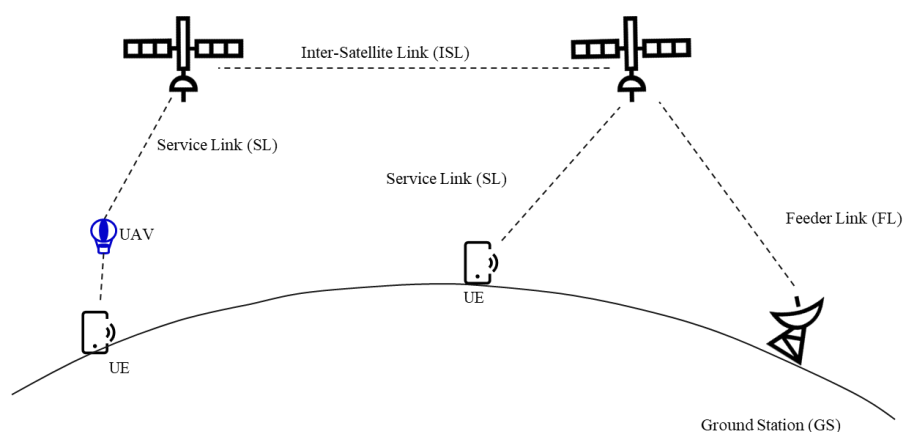 Inter-Satellite Link (ISL)
Service Link (SL)
Service Link (SL)
Feeder Link (FL)
UAV
UE
UE
Ground Station (GS)